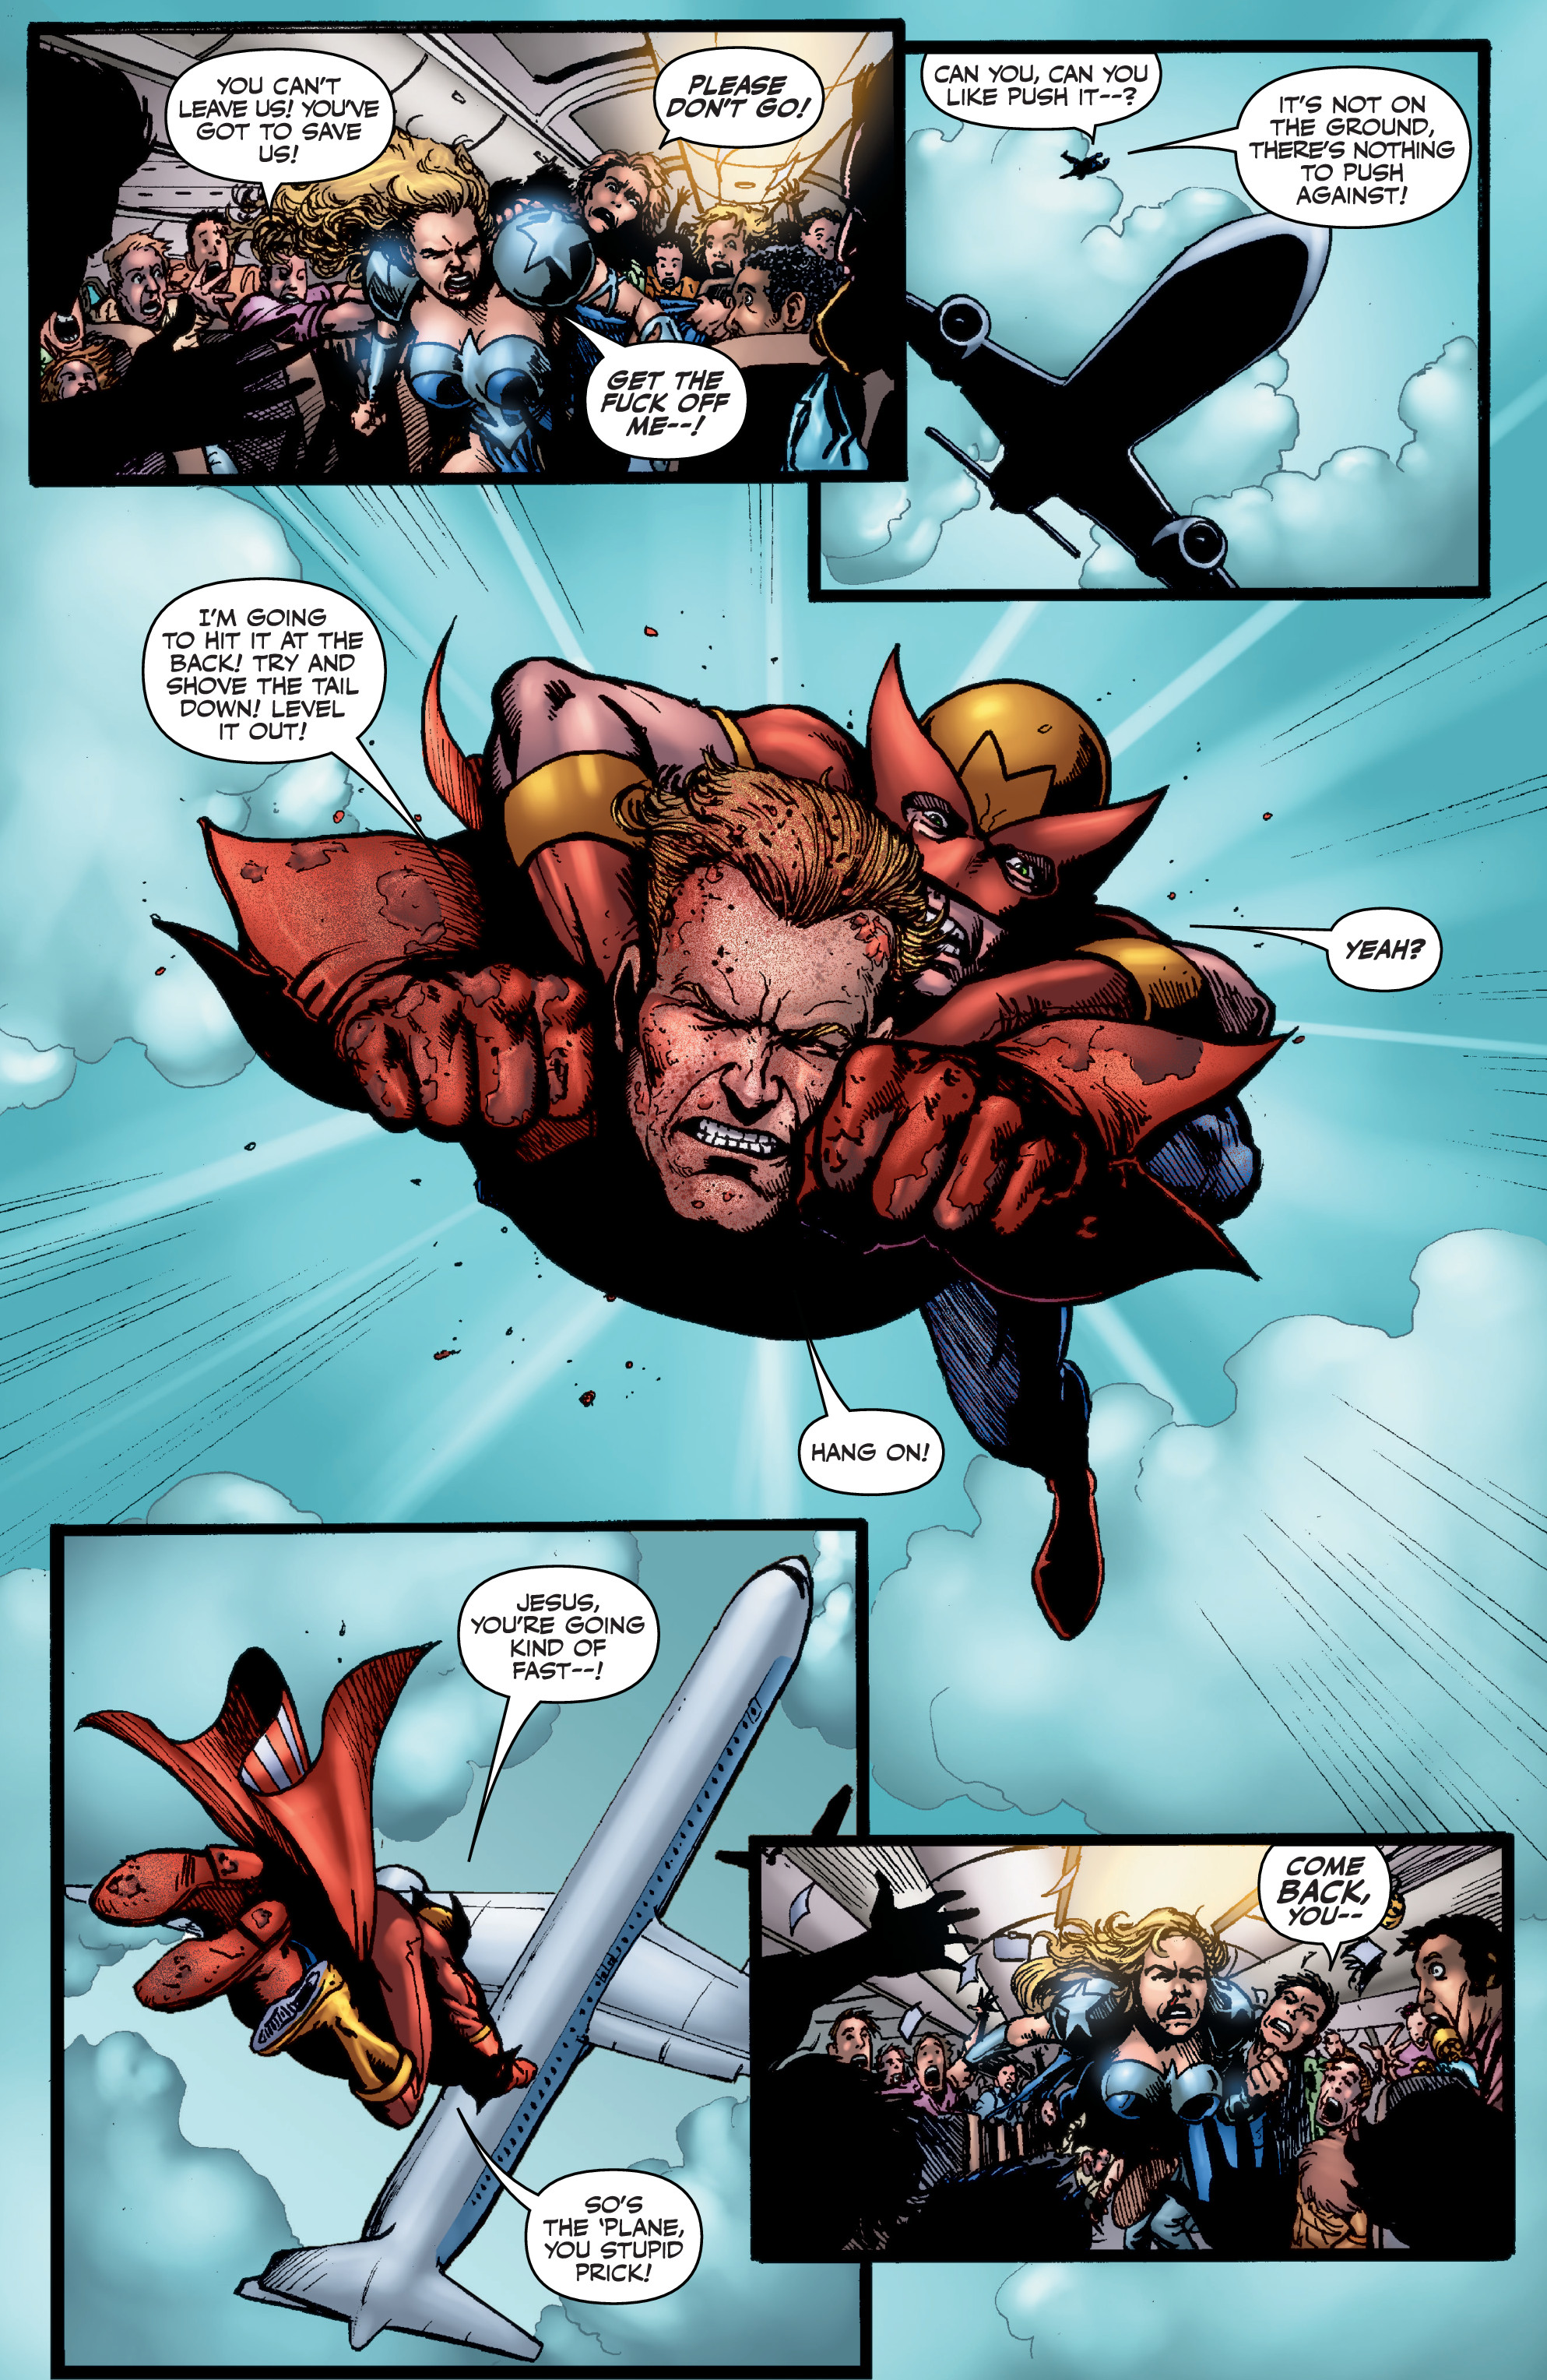 YOU CAN'T
LEAVE US! YOU'VE
GOT TO SAVE
US!
PLEASE
DON'T GO!
GET THE
FUCK OFF
ME--!
CAN YOU, CAN YOU
LIKE PUSH IT--?
IT'S NOT ON
THE GROUND,
THERE'S NOTHING
TO PUSH
AGAINST!
I'M GOING
TO HIT IT AT THE
BACK! TRY AND
SHOVE THE TAIL
DOWN! LEVEL
IT OUT!
YEAH?
HANG ON!
JESUS,
YOU'RE GOING
KIND OF
FAST--!
SO'S
THE 'PLANE,
YOU STUPID
PRICK!
COME
BACK,
YOU--